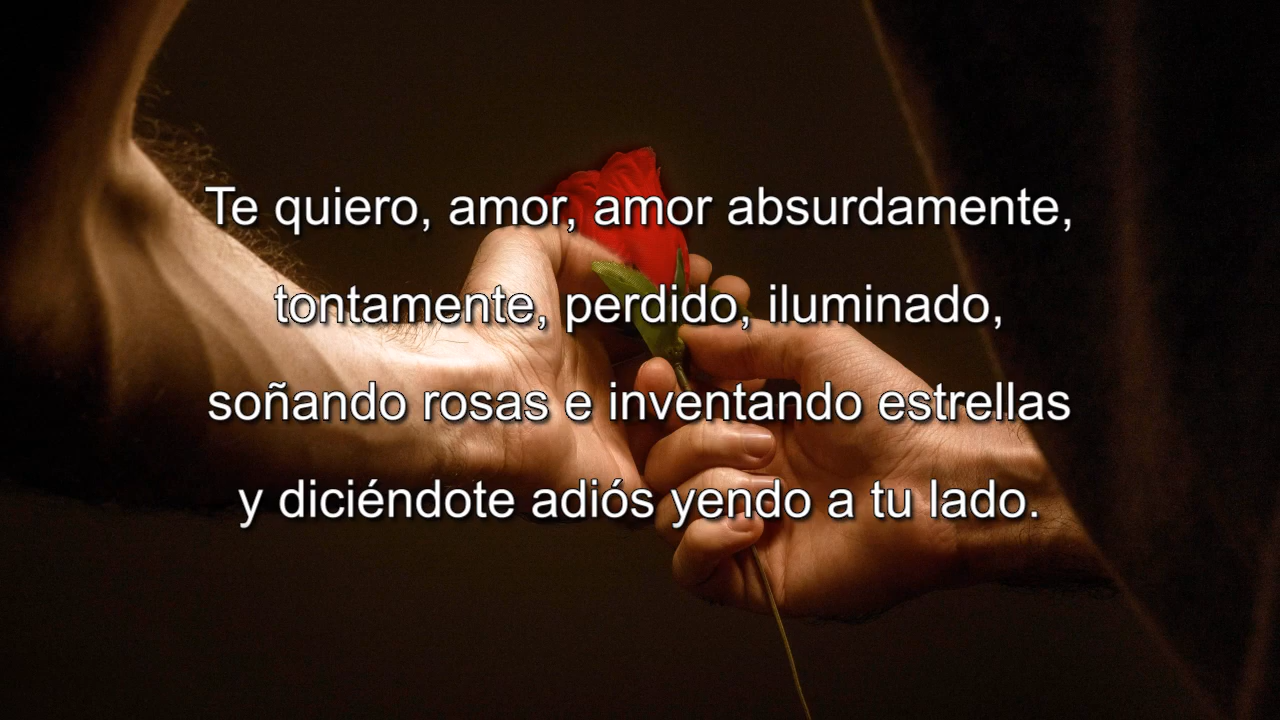 Te quiero, amor, amor absurdamente,
tontamente, perdido, iluminado,
soñando rosas e inventando estrellas
y diciéndote adiós yendo a tu lado.